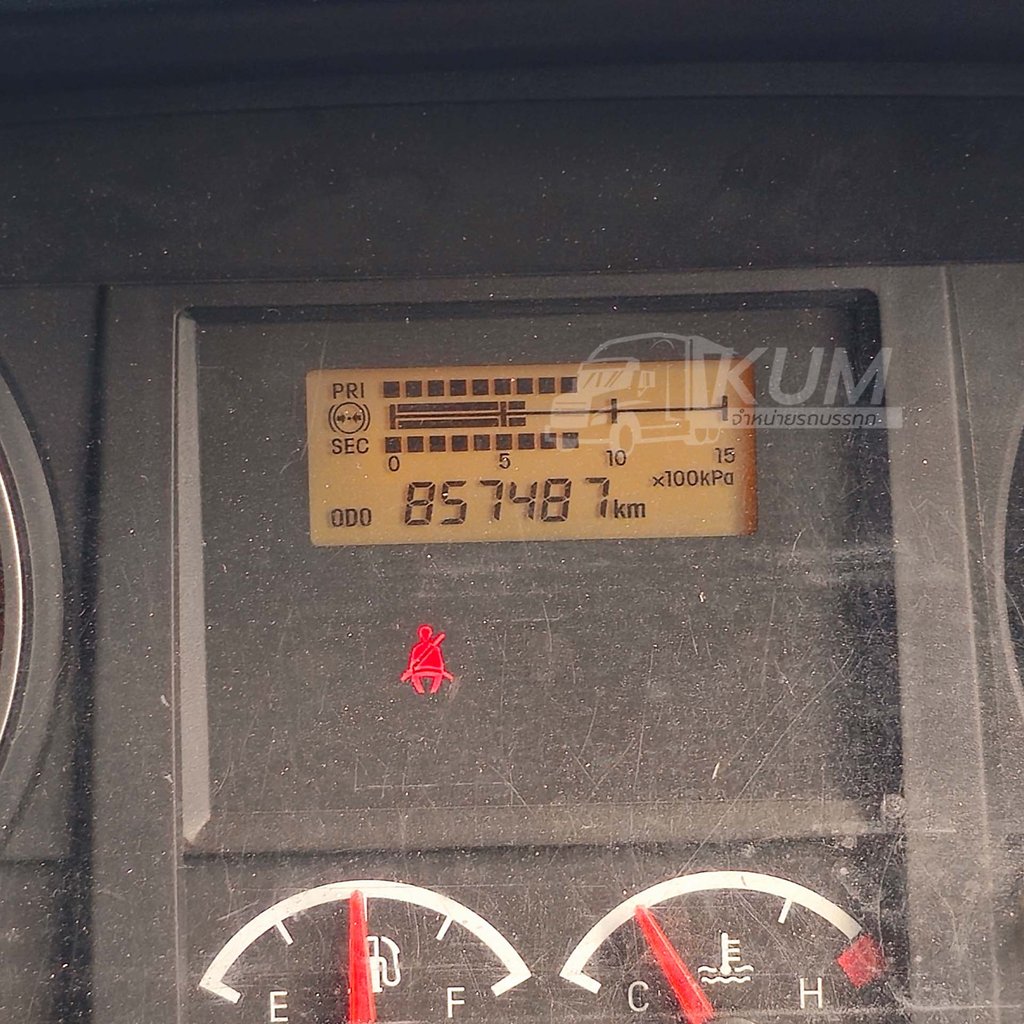 KUM
จำหน่ายรถบรรทุก
PRI
SEC
0 5 10 15
×100kPa
ODO 857487km
E F C H